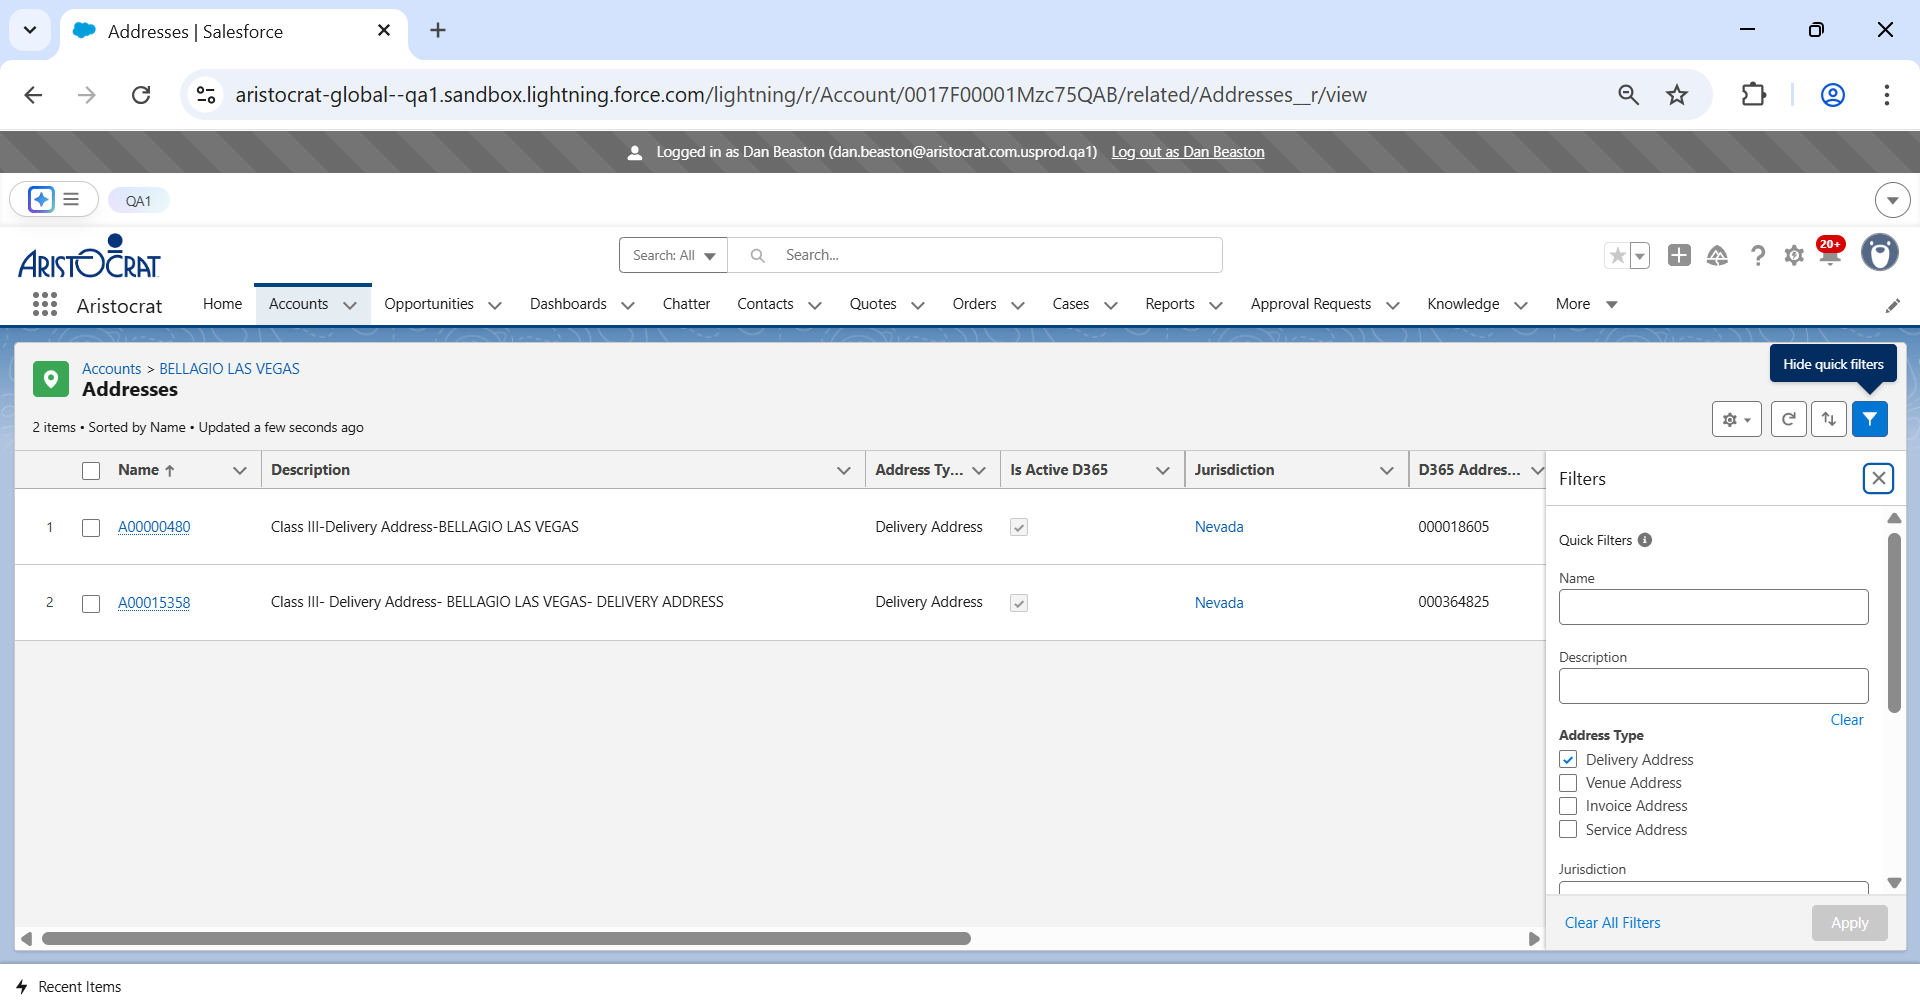 Addresses | Salesforce
aristocrat-global--qa1.sandbox.lightning.force.com/lightning/r/Account/0017F00001Mzc75QAB/related/Addresses__r/view
Logged in as Dan Beaston (dan.beaston@aristocrat.com.usprod.qa1) Log out as Dan Beaston
QA1
ARISTOCRAT
Search: All Search...
20+
Aristocrat Home Accounts Opportunities Dashboards Chatter Contacts Quotes Orders Cases Reports Approval Requests Knowledge More
Accounts > BELLAGIO LAS VEGAS
Addresses
Hide quick filters
2 items • Sorted by Name • Updated a few seconds ago
Name Description Address Ty... Is Active D365 Jurisdiction D365 Addres...
1 A00000480 Class III-Delivery Address-BELLAGIO LAS VEGAS Delivery Address Nevada 000018605
2 A00015358 Class III- Delivery Address- BELLAGIO LAS VEGAS- DELIVERY ADDRESS Delivery Address Nevada 000364825
Filters
Quick Filters
Name
Description
Clear
Address Type
Delivery Address
Venue Address
Invoice Address
Service Address
Jurisdiction
Clear All Filters Apply
Recent Items